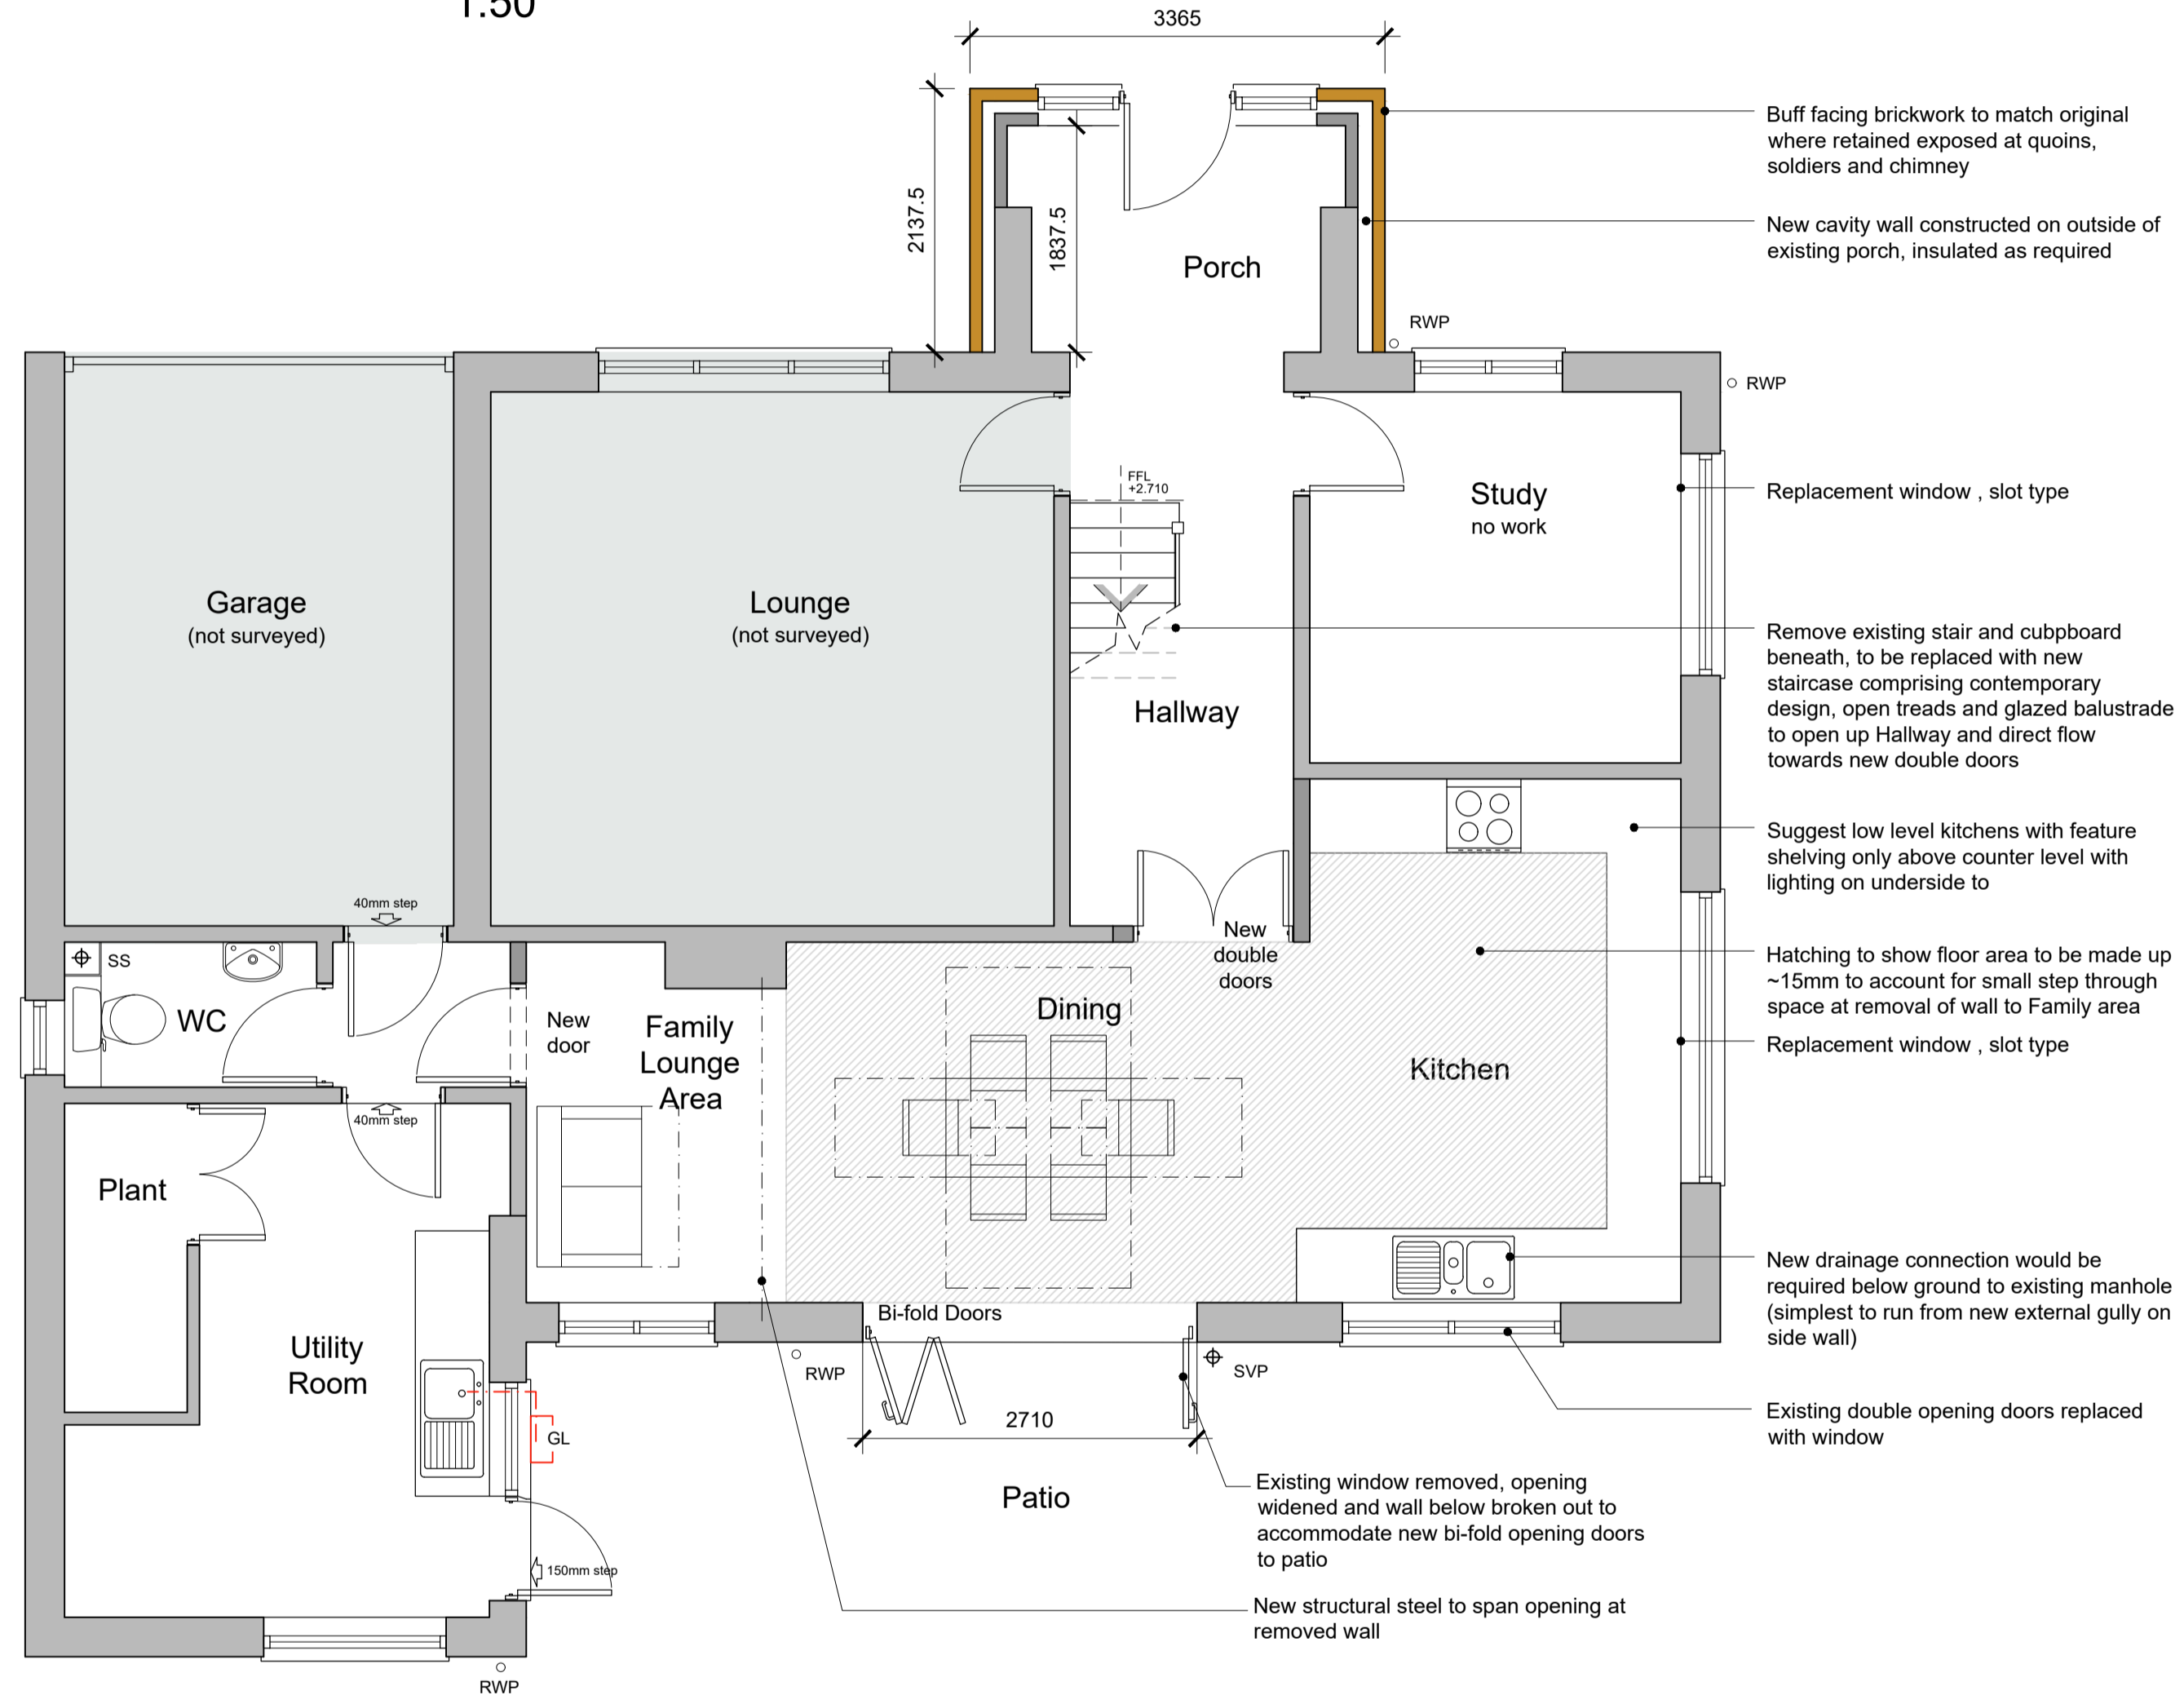 1:50
3365
2137.5
1837.5
Porch
RWP
RWP
Buff facing brickwork to match original
where retained exposed at quoins,
soldiers and chimney
New cavity wall constructed on outside of
existing porch, insulated as required
FFL
+2.710
Study
no work
Replacement window , slot type
Garage
(not surveyed)
Lounge
(not surveyed)
Hallway
Remove existing stair and cubpboard
beneath, to be replaced with new
staircase comprising contemporary
design, open treads and glazed balustrade
to open up Hallway and direct flow
towards new double doors
Suggest low level kitchens with feature
shelving only above counter level with
lighting on underside to
40mm step
SS
WC
New
door
Family
Lounge
Area
Dining
New
double
doors
Kitchen
Hatching to show floor area to be made up
~15mm to account for small step through
space at removal of wall to Family area
Replacement window , slot type
40mm step
Plant
Utility
Room
GL
150mm step
RWP
Bi-fold Doors
RWP
SVP
2710
Patio
New drainage connection would be
required below ground to existing manhole
(simplest to run from new external gully on
side wall)
Existing double opening doors replaced
with window
Existing window removed, opening
widened and wall below broken out to
accommodate new bi-fold opening doors
to patio
New structural steel to span opening at
removed wall